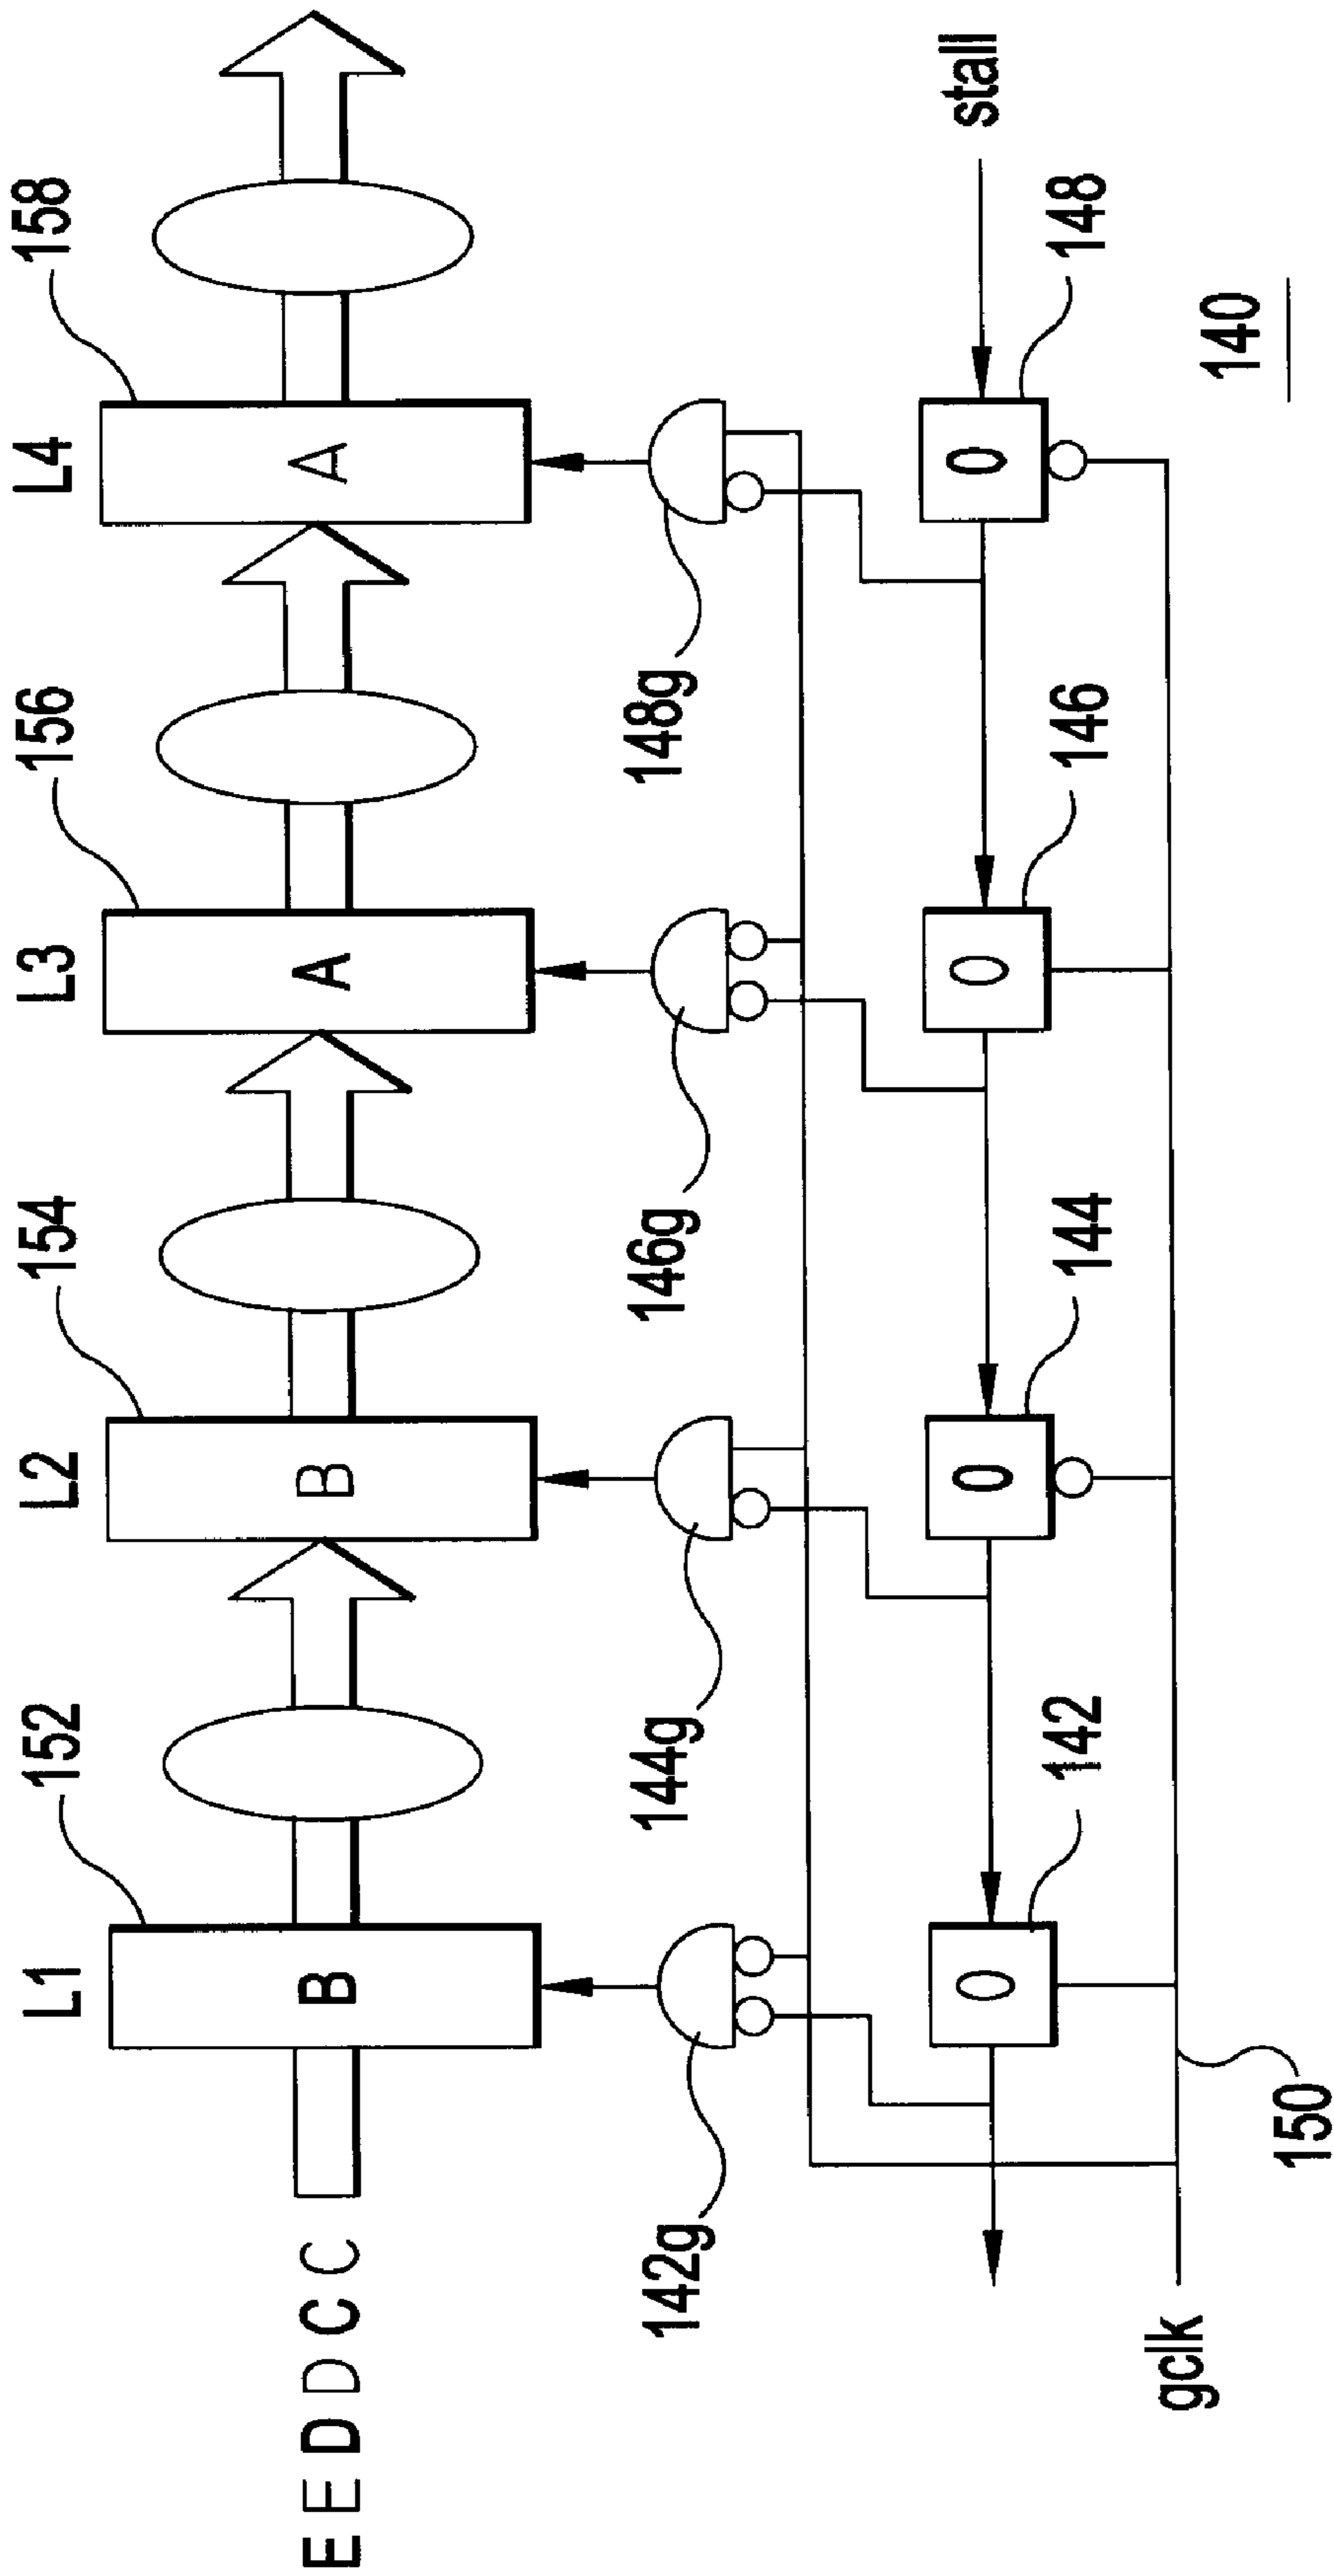 152 154 156 158
L1 L2 L3 L4
E E D D C C B B A A
142g 144g 146g 148g
0 0 0 0 stall
142 144 146 148
gclk
150
140